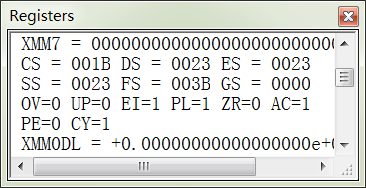 Registers
XMM7 = 00000000000000000000000000
CS = 001B DS = 0023 ES = 0023
SS = 0023 FS = 003B GS = 0000
OV=0 UP=0 EI=1 PL=1 ZR=0 AC=1
PE=0 CY=1
XMM0DL = +0.00000000000000000e+0